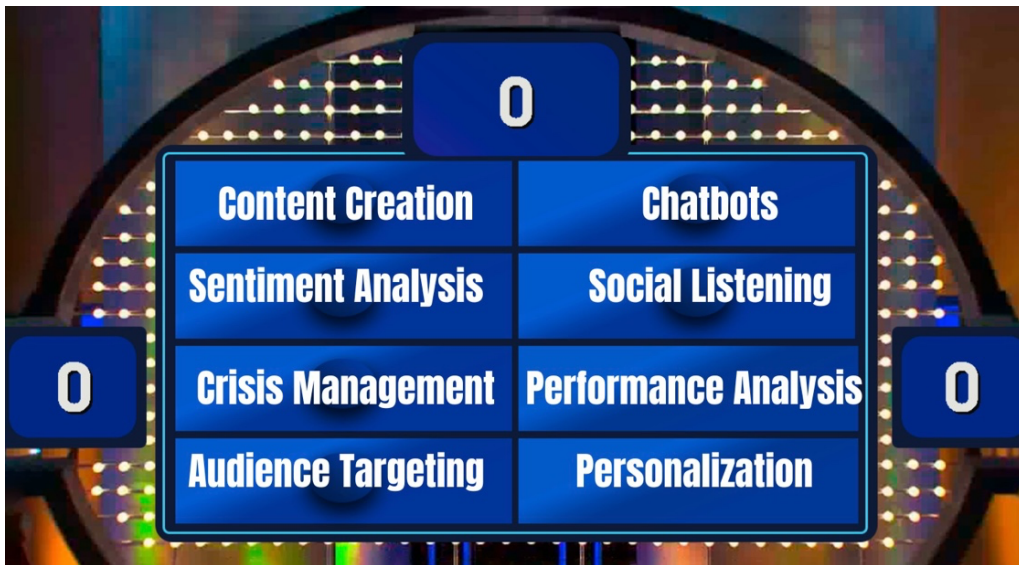 0
Content Creation
Chatbots
Sentiment Analysis
Social Listening
0
Crisis Management
Performance Analysis
0
Audience Targeting
Personalization